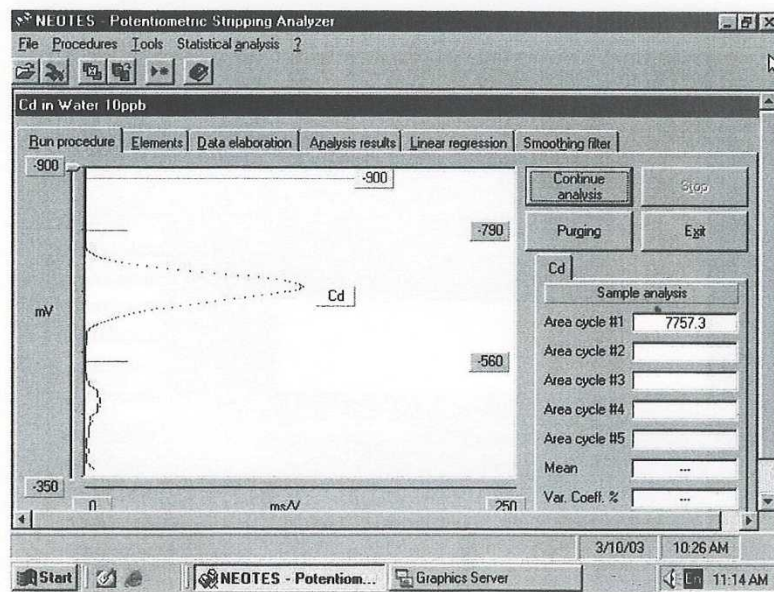 NEOTES - Potentiometric Stripping Analyzer
File Procedures Tools Statistical analysis ?
Cd in Water 10ppb
Run procedure Elements Data elaboration Analysis results Linear regression Smoothing filter
-900
-900
-790
Cd
mV
-560
-350
0 ms/V 250
Continue analysis Stop
Purging Exit
Cd
Sample analysis
Area cycle #1 7757.3
Area cycle #2
Area cycle #3
Area cycle #4
Area cycle #5
Mean ---
Var. Coeff. % ---
3/10/03 10:26 AM
Start NEOTES - Potentiom... Graphics Server En 11:14 AM